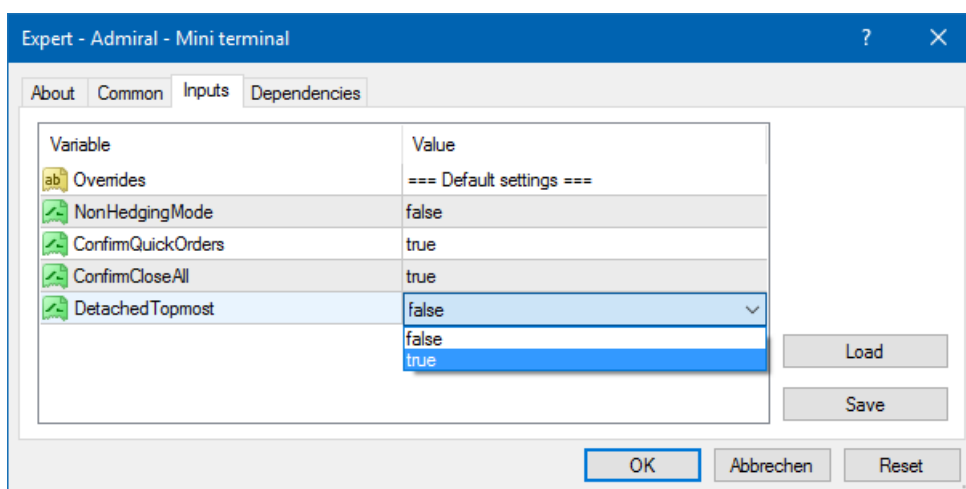 Expert - Admiral - Mini terminal ? ×
About Common Inputs Dependencies
Variable Value
ab Overrides === Default settings ===
NonHedgingMode false
ConfirmQuickOrders true
ConfirmCloseAll true
DetachedTopmost false
false
true
Load
Save
OK Abbrechen Reset